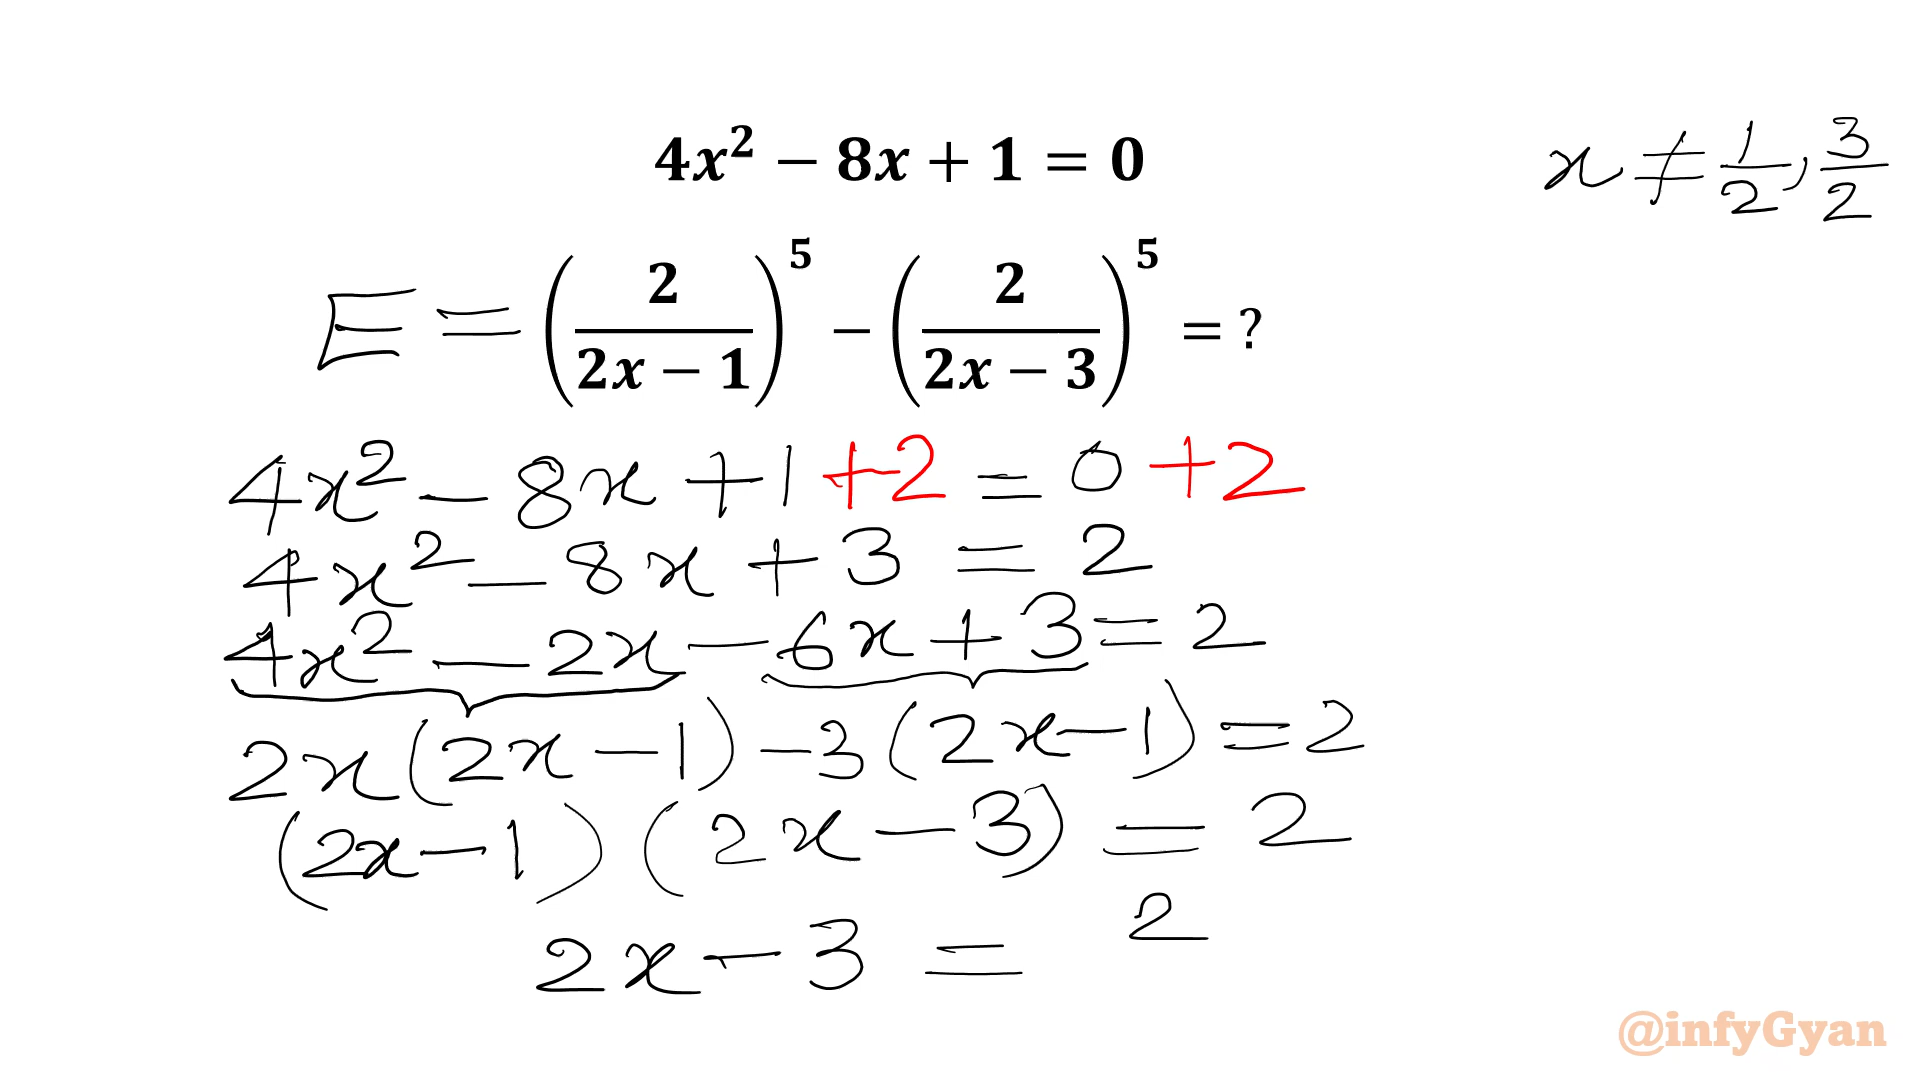 4x² − 8x + 1 = 0
x ≠ 1/2, 3/2
E = (2/(2x − 1))⁵ − (2/(2x − 3))⁵ = ?
4x² − 8x + 1 + 2 = 0 + 2
4x² − 8x + 3 = 2
4x² − 2x − 6x + 3 = 2
2x(2x − 1) − 3(2x − 1) = 2
(2x − 1)(2x − 3) = 2
2x − 3 = 2
@infyGyan